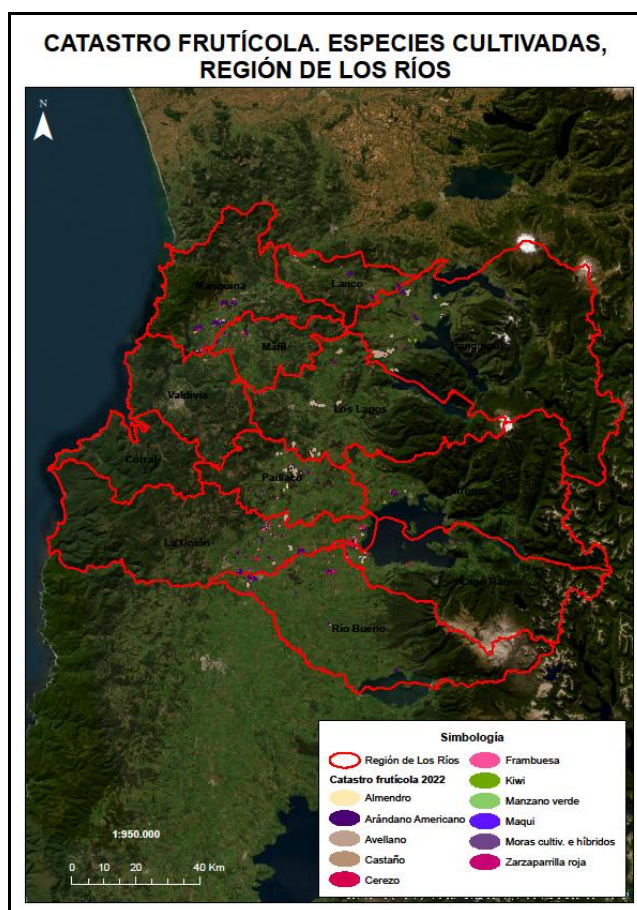 CATASTRO FRUTÍCOLA. ESPECIES CULTIVADAS,
REGIÓN DE LOS RÍOS
N
Mariquina
Lanco
Máfil
Panguipulli
Valdivia
Los Lagos
Corral
Paillaco
Futrono
La Unión
Lago Ranco
Río Bueno
1:950.000
0 10 20 40 Km
Simbología
Región de Los Ríos
Catastro frutícola 2022
Almendro
Arándano Americano
Avellano
Castaño
Cerezo
Frambuesa
Kiwi
Manzano verde
Maqui
Moras cultiv. e híbridos
Zarzaparrilla roja